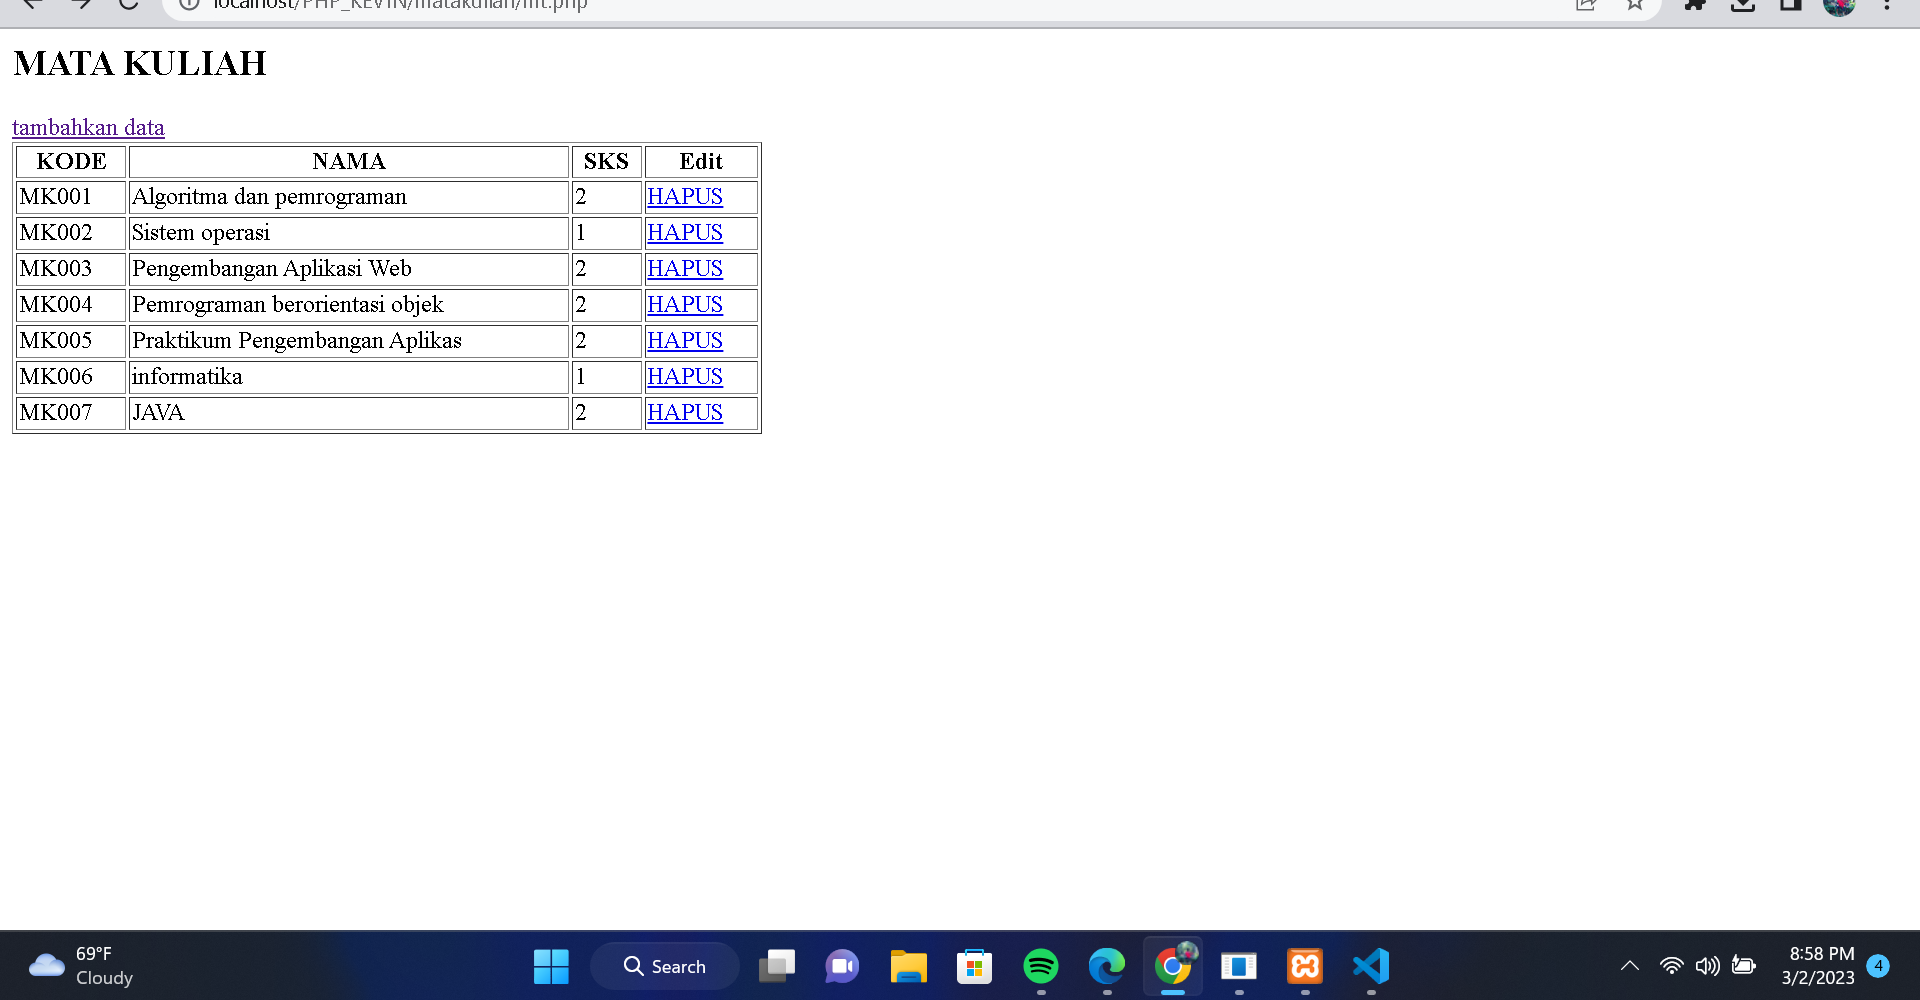 localhost/PHP_KEVIN/matakuliah/mt.php
MATA KULIAH
tambahkan data
KODE NAMA SKS Edit
MK001 Algoritma dan pemrograman 2 HAPUS
MK002 Sistem operasi 1 HAPUS
MK003 Pengembangan Aplikasi Web 2 HAPUS
MK004 Pemrograman berorientasi objek 2 HAPUS
MK005 Praktikum Pengembangan Aplikas 2 HAPUS
MK006 informatika 1 HAPUS
MK007 JAVA 2 HAPUS
69°F
Cloudy
Search
8:58 PM
3/2/2023
4